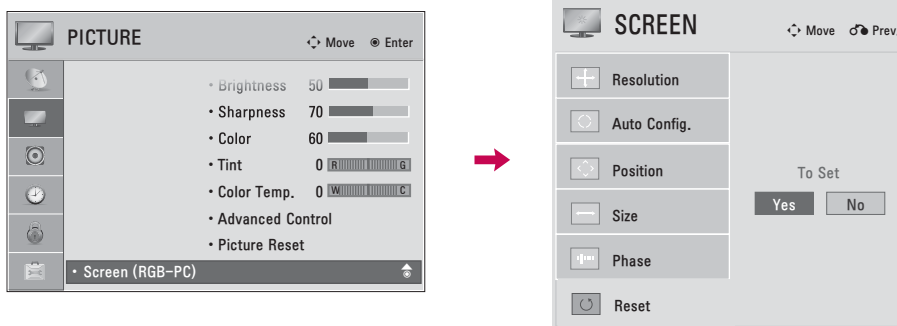 PICTURE
Move Enter
• Brightness 50
• Sharpness 70
• Color 60
• Tint 0 R G
• Color Temp. 0 W C
• Advanced Control
• Picture Reset
• Screen (RGB-PC)
SCREEN
Move Prev.
Resolution
Auto Config.
Position
Size
Phase
Reset
To Set
Yes No